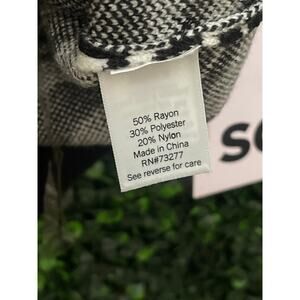 50% Rayon
30% Polyester
20% Nylon
Made in China
RN#73277
See reverse for care